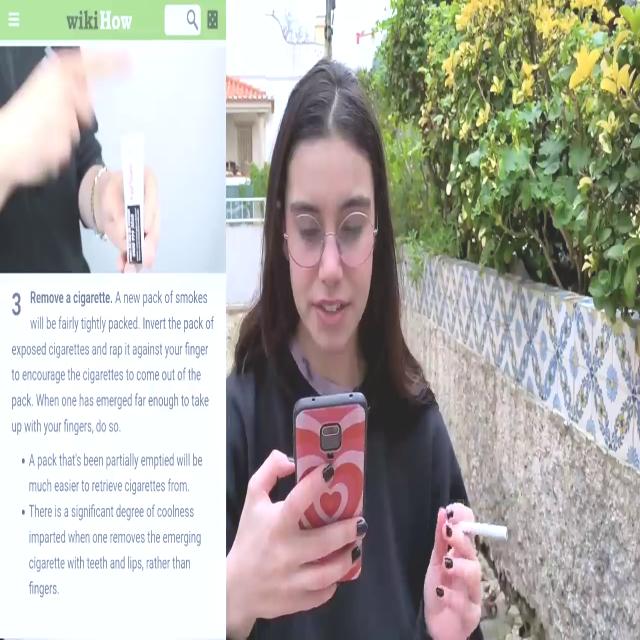 wikiHow
3 Remove a cigarette. A new pack of smokes
will be fairly tightly packed. Invert the pack of
exposed cigarettes and rap it against your finger
to encourage the cigarettes to come out of the
pack. When one has emerged far enough to take
up with your fingers, do so.
• A pack that's been partially emptied will be
much easier to retrieve cigarettes from.
• There is a significant degree of coolness
imparted when one removes the emerging
cigarette with teeth and lips, rather than
fingers.